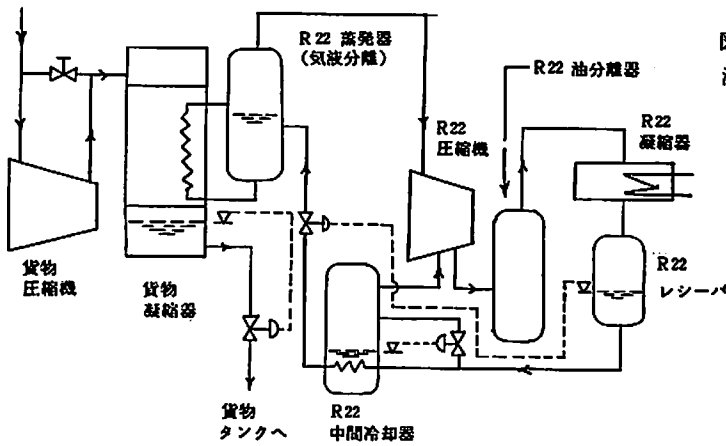 R22 蒸発器
(気液分離)
R22 油分離器
R22
圧縮機
R22
凝縮器
貨物
圧縮機
貨物
凝縮器
R22
レシーバ
貨物
タンクへ
R22
中間冷却器